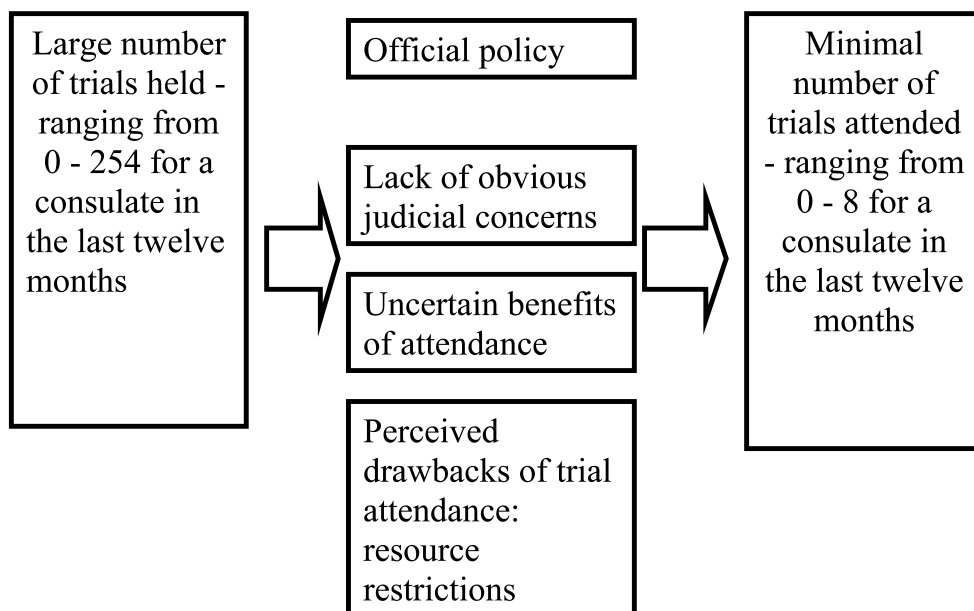 Large number
of trials held -
ranging from
0 - 254 for a
consulate in
the last twelve
months
Official policy
Lack of obvious
judicial concerns
Uncertain benefits
of attendance
Perceived
drawbacks of trial
attendance:
resource
restrictions
Minimal
number of
trials attended
- ranging from
0 - 8 for a
consulate in
the last twelve
months